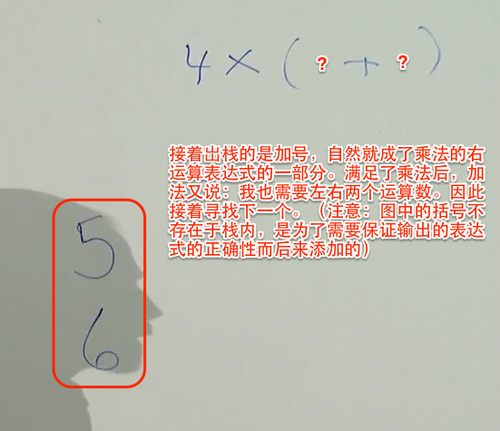 4×(?+?)
接着出栈的是加号，自然就成了乘法的右
运算表达式的一部分。满足了乘法后，加
法又说：我也需要左右两个运算数。因此
接着寻找下一个。（注意：图中的括号不
存在于栈内，是为了需要保证输出的表达
式的正确性而后来添加的）
5
6